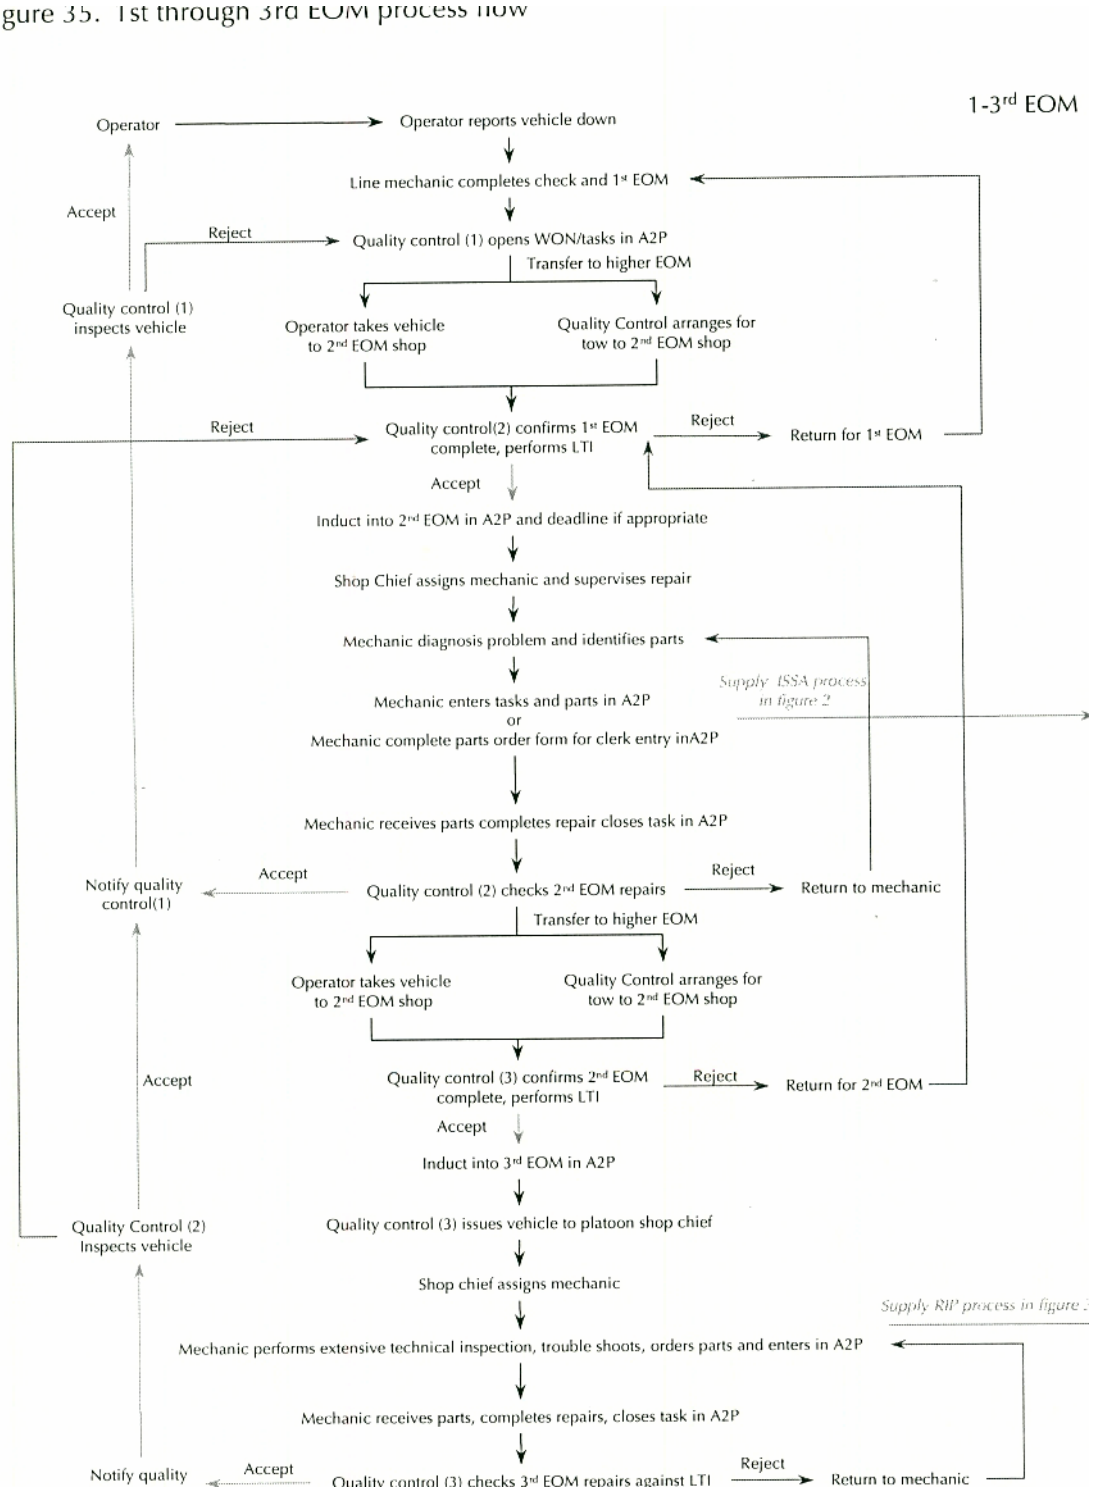 gure 35. 1st through 3rd EOM process flow
1-3rd EOM
Operator
Operator reports vehicle down
Line mechanic completes check and 1st EOM
Accept
Reject
Quality control (1) opens WON/tasks in A2P
Transfer to higher EOM
Quality control (1)
inspects vehicle
Operator takes vehicle
to 2nd EOM shop
Quality Control arranges for
tow to 2nd EOM shop
Reject
Quality control(2) confirms 1st EOM
complete, performs LTI
Reject
Return for 1st EOM
Accept
Induct into 2nd EOM in A2P and deadline if appropriate
Shop Chief assigns mechanic and supervises repair
Mechanic diagnosis problem and identifies parts
Supply ISSA process
in figure 2
Mechanic enters tasks and parts in A2P
or
Mechanic complete parts order form for clerk entry inA2P
Mechanic receives parts completes repair closes task in A2P
Notify quality
control(1)
Accept
Quality control (2) checks 2nd EOM repairs
Reject
Return to mechanic
Transfer to higher EOM
Operator takes vehicle
to 2nd EOM shop
Quality Control arranges for
tow to 2nd EOM shop
Accept
Quality control (3) confirms 2nd EOM
complete, performs LTI
Reject
Return for 2nd EOM
Accept
Induct into 3rd EOM in A2P
Quality Control (2)
Inspects vehicle
Quality control (3) issues vehicle to platoon shop chief
Shop chief assigns mechanic
Supply RIP process in figure
Mechanic performs extensive technical inspection, trouble shoots, orders parts and enters in A2P
Mechanic receives parts, completes repairs, closes task in A2P
Notify quality
Accept
Quality control (3) checks 3rd EOM repairs against LTI
Reject
Return to mechanic